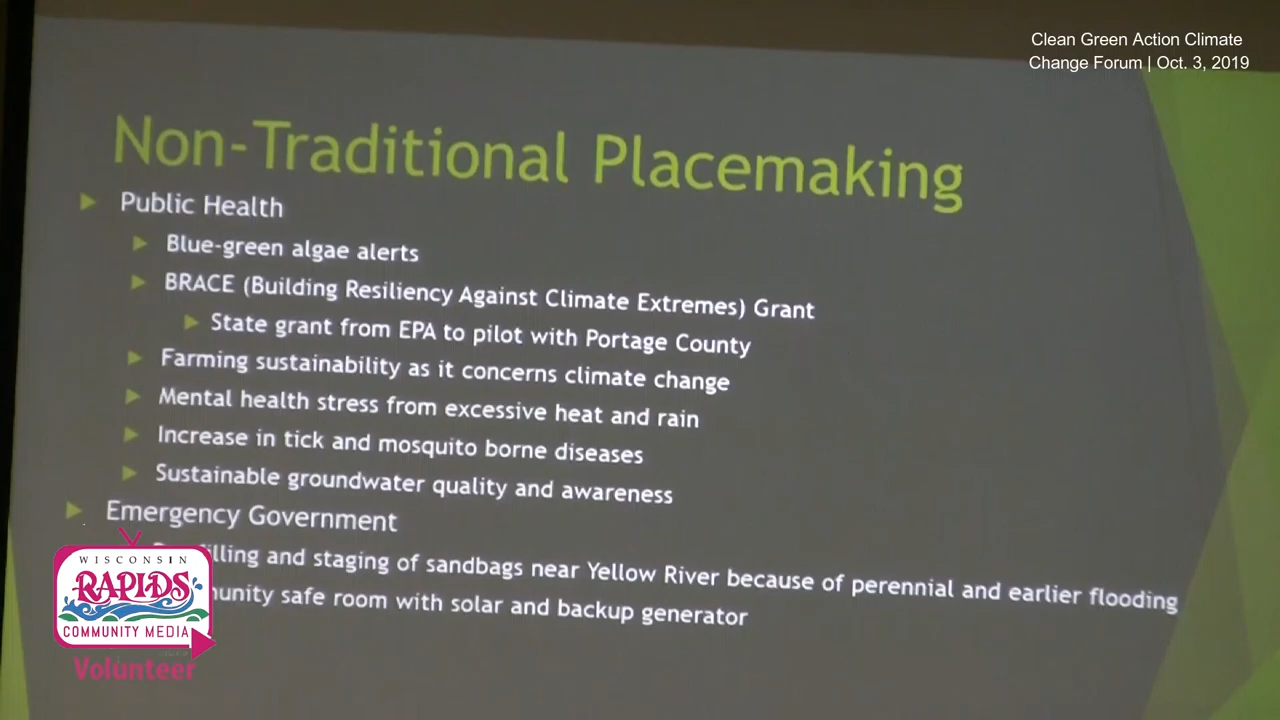 Clean Green Action Climate
Change Forum | Oct. 3, 2019
Non-Traditional Placemaking
Public Health
Blue-green algae alerts
BRACE (Building Resiliency Against Climate Extremes) Grant
State grant from EPA to pilot with Portage County
Farming sustainability as it concerns climate change
Mental health stress from excessive heat and rain
Increase in tick and mosquito borne diseases
Sustainable groundwater quality and awareness
Emergency Government
and staging of sandbags near Yellow River because of perennial and earlier flooding
safe room with solar and backup generator
WISCONSIN
RAPIDS
COMMUNITY MEDIA
Volunteer